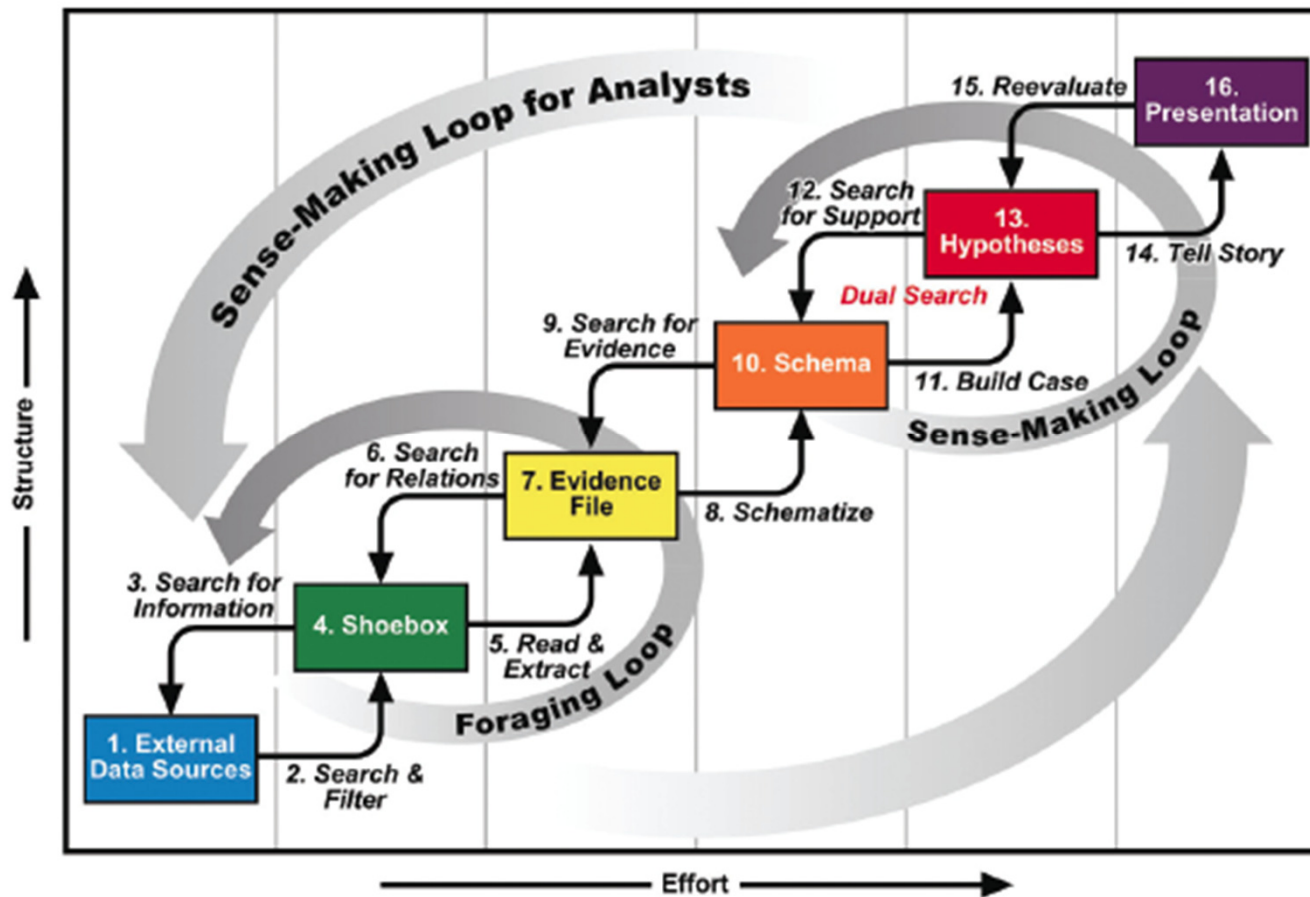 Sense-Making Loop for Analysts
15. Reevaluate
16.
Presentation
12. Search
for Support
13.
Hypotheses
14. Tell Story
Dual Search
9. Search for
Evidence
10. Schema
11. Build Case
Sense-Making Loop
6. Search
for Relations
7. Evidence
File
8. Schematize
3. Search for
Information
4. Shoebox
5. Read &
Extract
Foraging Loop
1. External
Data Sources
2. Search &
Filter
Structure
Effort